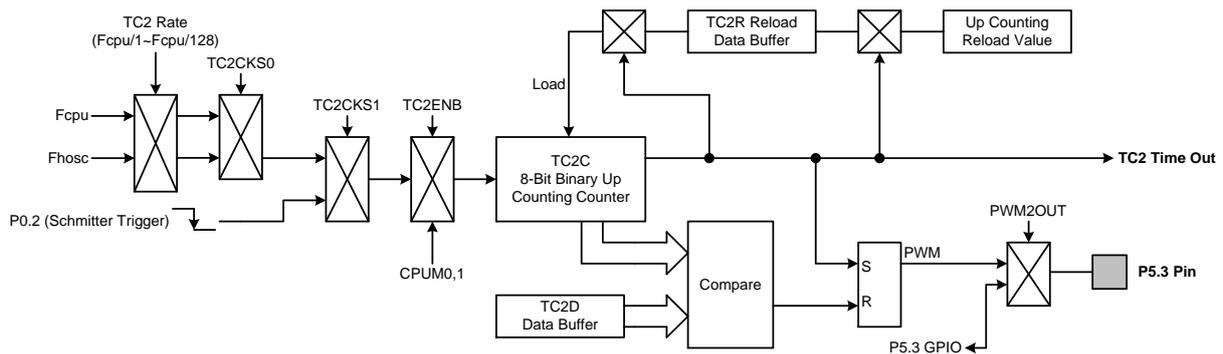 TC2 Rate
(Fcpu/1~Fcpu/128)
TC2CKS0
Fcpu
Fhosc
P0.2 (Schmitter Trigger)
TC2CKS1
TC2ENB
CPUM0,1
Load
TC2R Reload
Data Buffer
Up Counting
Reload Value
TC2C
8-Bit Binary Up
Counting Counter
TC2 Time Out
TC2D
Data Buffer
Compare
S
R
PWM
PWM2OUT
P5.3 Pin
P5.3 GPIO